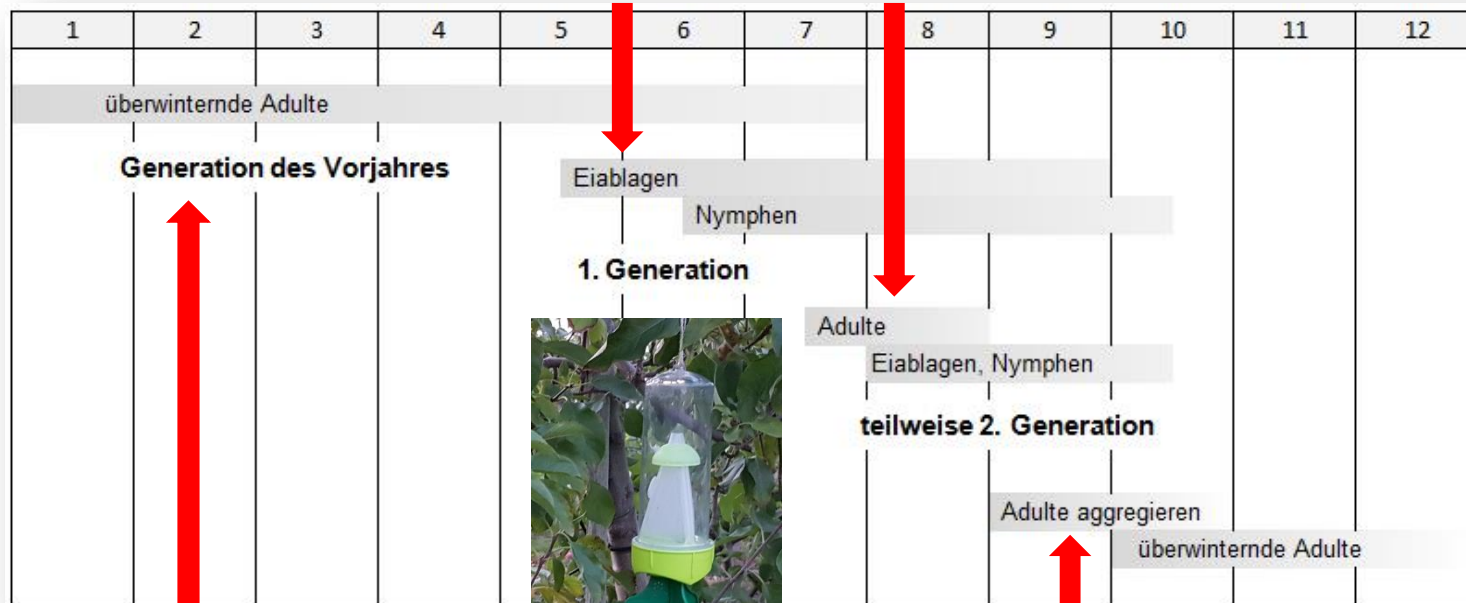 1 2 3 4 5 6 7 8 9 10 11 12
überwinternde Adulte
Generation des Vorjahres
Eiablagen
Nymphen
1. Generation
Adulte
Eiablagen, Nymphen
teilweise 2. Generation
Adulte aggregieren
überwinternde Adulte